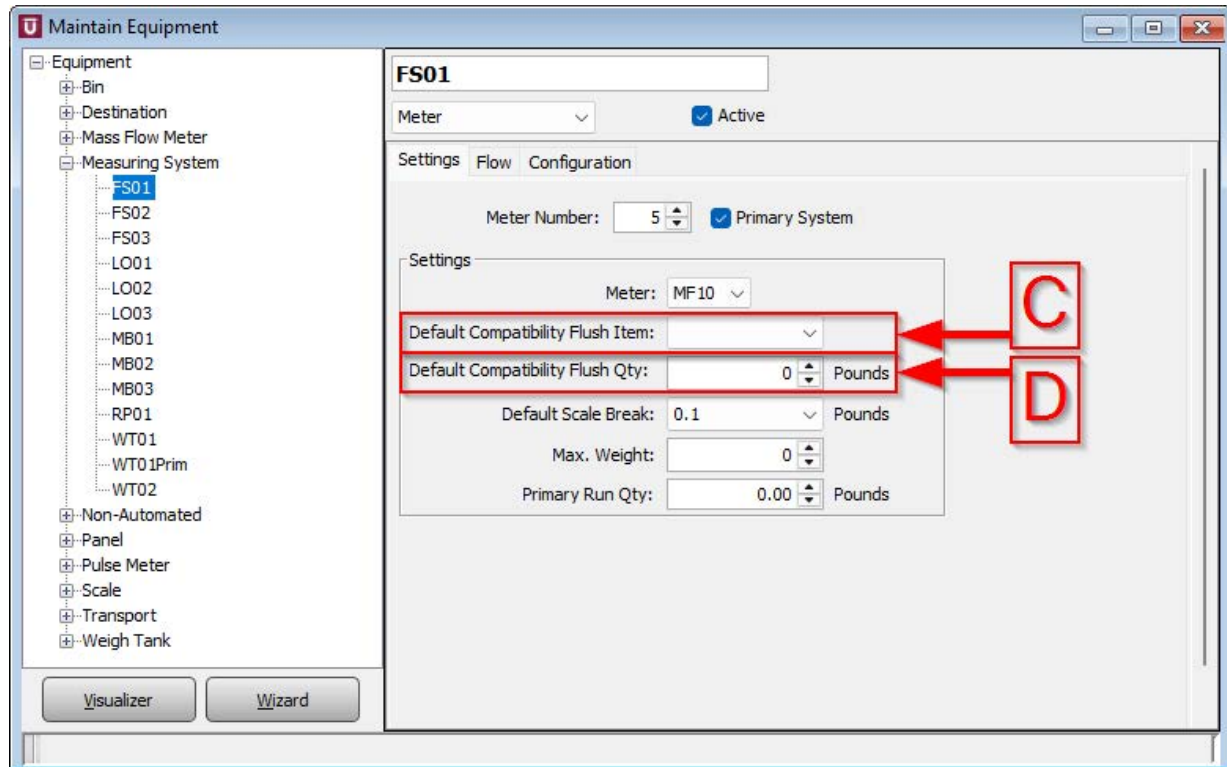 Maintain Equipment
Equipment
Bin
Destination
Mass Flow Meter
Measuring System
FS01
FS02
FS03
LO01
LO02
LO03
MB01
MB02
MB03
RP01
WT01
WT01Prim
WT02
Non-Automated
Panel
Pulse Meter
Scale
Transport
Weigh Tank
Visualizer Wizard
FS01
Meter Active
Settings Flow Configuration
Meter Number: 5 Primary System
Settings
Meter: MF10
Default Compatibility Flush Item:
C
Default Compatibility Flush Qty: 0 Pounds
D
Default Scale Break: 0.1 Pounds
Max. Weight: 0
Primary Run Qty: 0.00 Pounds